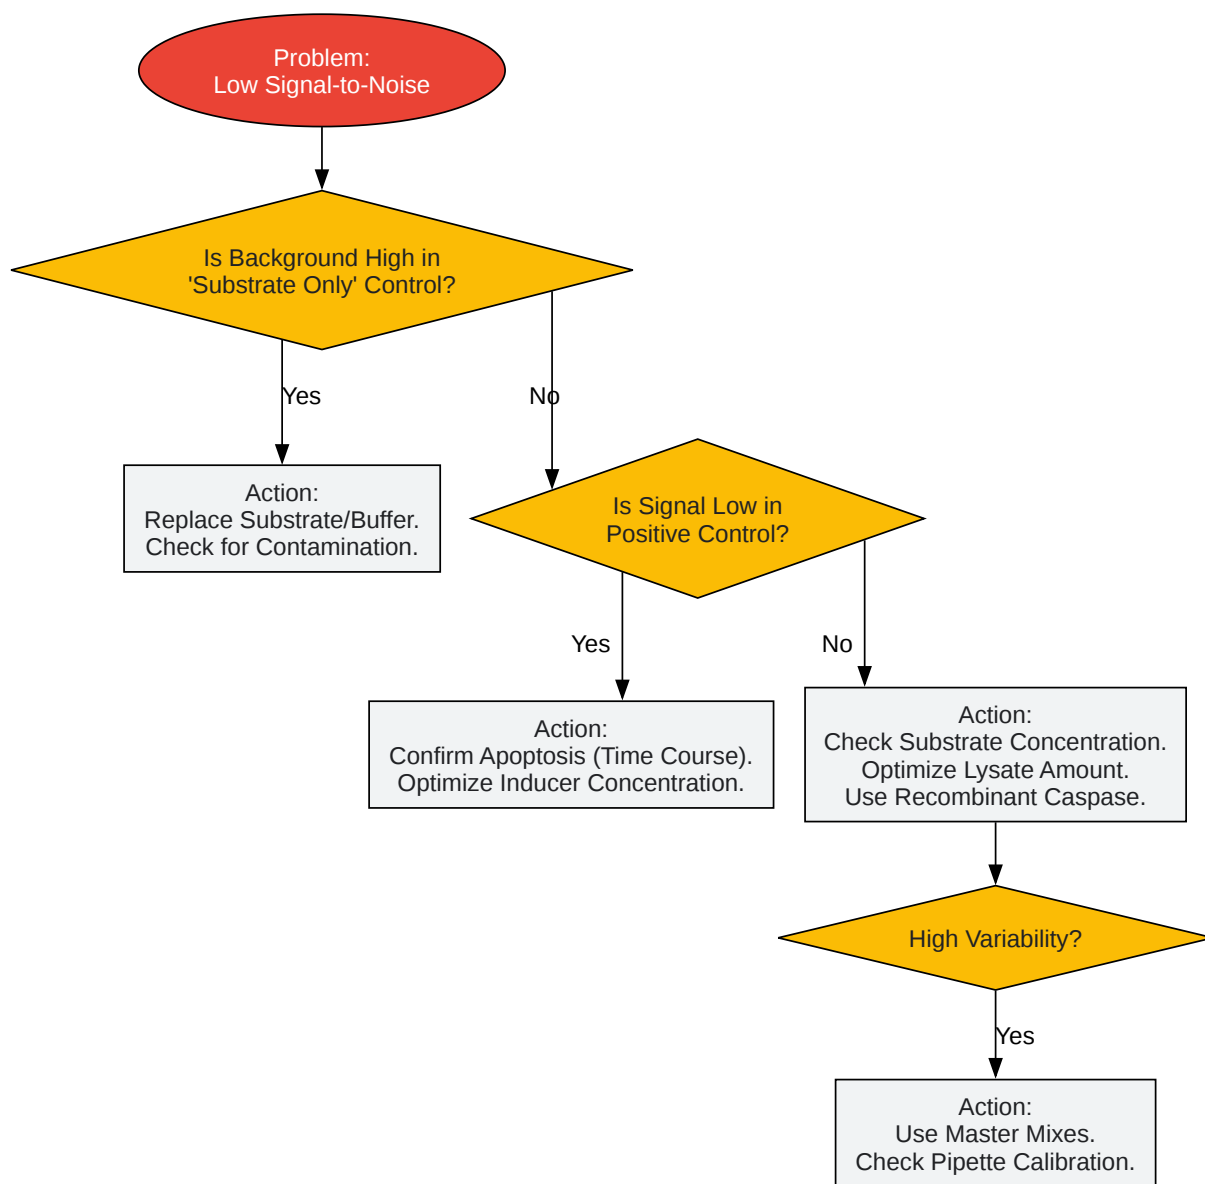 Problem:
Low Signal-to-Noise
Is Background High in
'Substrate Only' Control?
Yes
No
Action:
Replace Substrate/Buffer.
Check for Contamination.
Is Signal Low in
Positive Control?
Yes
No
Action:
Confirm Apoptosis (Time Course).
Optimize Inducer Concentration.
Action:
Check Substrate Concentration.
Optimize Lysate Amount.
Use Recombinant Caspase.
High Variability?
Yes
Action:
Use Master Mixes.
Check Pipette Calibration.